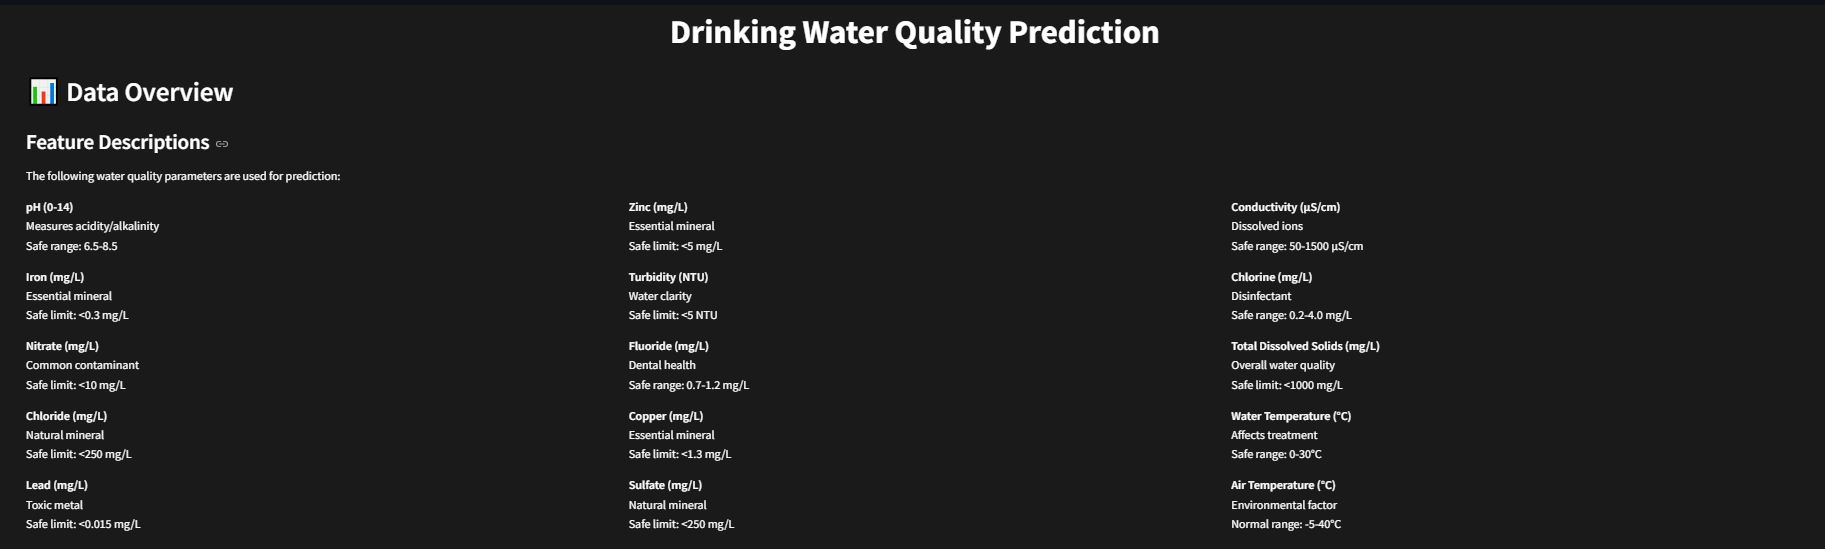 Drinking Water Quality Prediction
Data Overview
Feature Descriptions
The following water quality parameters are used for prediction:
pH (0-14)
Measures acidity/alkalinity
Safe range: 6.5-8.5
Iron (mg/L)
Essential mineral
Safe limit: <0.3 mg/L
Nitrate (mg/L)
Common contaminant
Safe limit: <10 mg/L
Chloride (mg/L)
Natural mineral
Safe limit: <250 mg/L
Lead (mg/L)
Toxic metal
Safe limit: <0.015 mg/L
Zinc (mg/L)
Essential mineral
Safe limit: <5 mg/L
Turbidity (NTU)
Water clarity
Safe limit: <5 NTU
Fluoride (mg/L)
Dental health
Safe range: 0.7-1.2 mg/L
Copper (mg/L)
Essential mineral
Safe limit: <1.3 mg/L
Sulfate (mg/L)
Natural mineral
Safe limit: <250 mg/L
Conductivity (µS/cm)
Dissolved ions
Safe range: 50-1500 µS/cm
Chlorine (mg/L)
Disinfectant
Safe range: 0.2-4.0 mg/L
Total Dissolved Solids (mg/L)
Overall water quality
Safe limit: <1000 mg/L
Water Temperature (°C)
Affects treatment
Safe range: 0-30°C
Air Temperature (°C)
Environmental factor
Normal range: -5-40°C